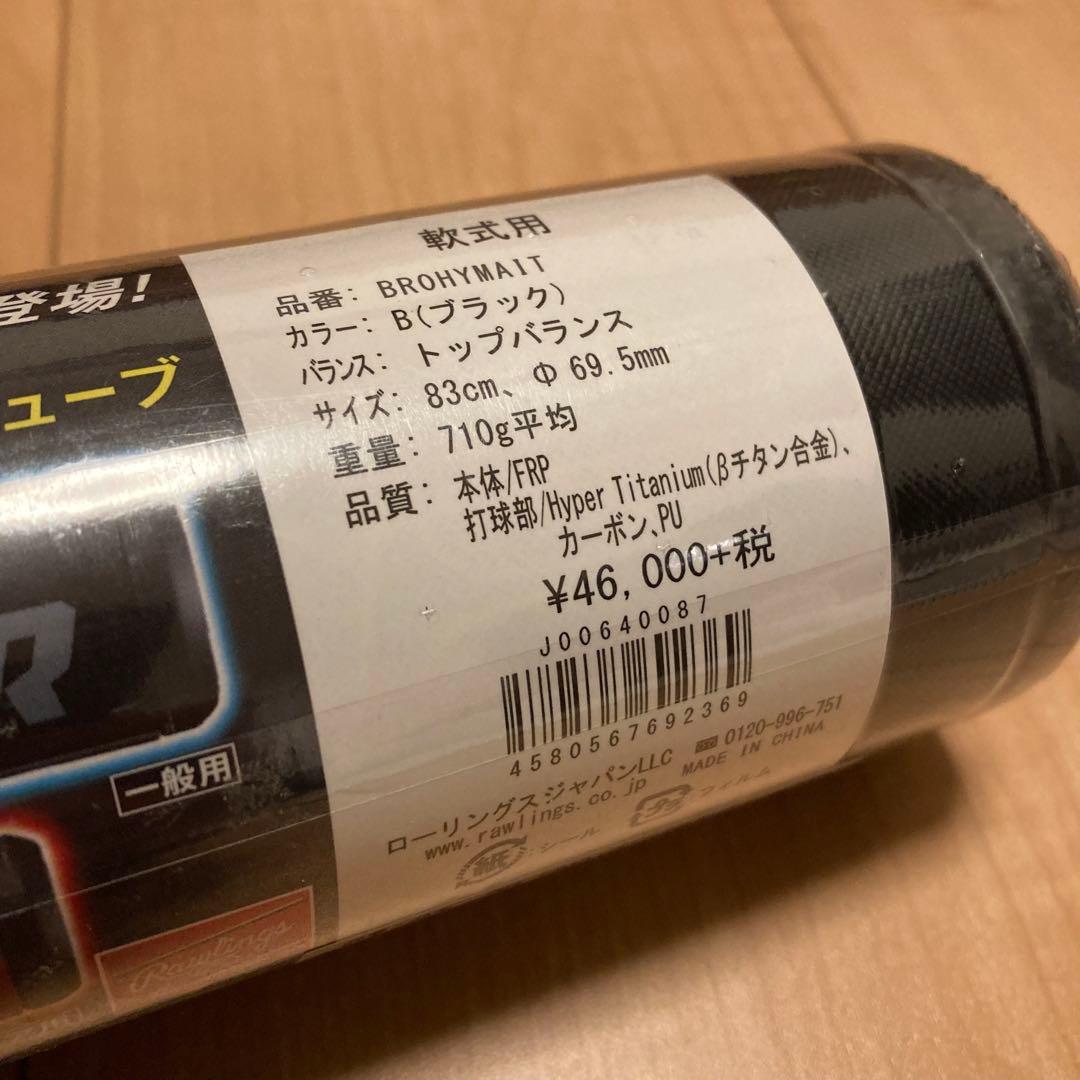 登場!
ューブ
R
一般用
Rawlings
軟式用
品番: BROHYMAIT
カラー: B(ブラック)
バランス: トップバランス
サイズ: 83cm、Φ 69.5mm
重量: 710g平均
品質: 本体/FRP
打球部/Hyper Titanium(βチタン合金)、
カーボン、PU
¥46,000+税
J00640087
4580567692369
ローリングスジャパンLLC 0120-996-751
www.rawlings.co.jp MADE IN CHINA
紙:シール プラ:フィルム